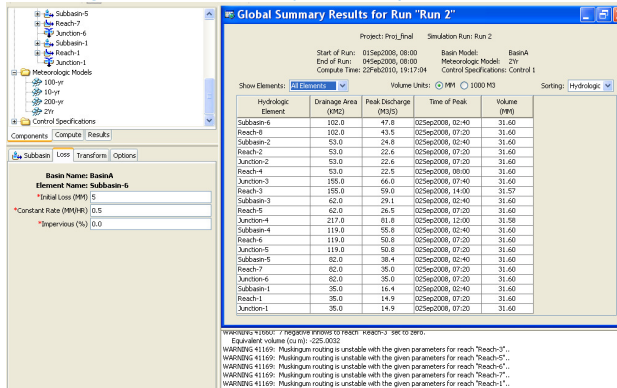 Subbasin-5
Reach-7
Junction-6
Subbasin-1
Reach-1
Junction-1
Meteorologic Models
100-yr
10-yr
200-yr
2Yr
Control Specifications
Components Compute Results
Subbasin Loss Transform Options
Basin Name: BasinA
Element Name: Subbasin-6
*Initial Loss (MM) 5
*Constant Rate (MM/HR) 0.5
*Impervious (%) 0.0
Global Summary Results for Run "Run 2"
Project: Proj_final Simulation Run: Run 2
Start of Run: 01Sep2008, 08:00 Basin Model: BasinA
End of Run: 04Sep2008, 08:00 Meteorologic Model: 2Yr
Compute Time: 22Feb2010, 19:17:04 Control Specifications: Control 1
Show Elements: All Elements Volume Units: MM 1000 M3 Sorting: Hydrologic
Hydrologic Drainage Area Peak Discharge Time of Peak Volume
Element (KM2) (M3/S) (MM)
Subbasin-6 102.0 47.8 02Sep2008, 02:40 31.60
Reach-8 102.0 43.5 02Sep2008, 07:20 31.60
Subbasin-2 53.0 24.8 02Sep2008, 02:40 31.60
Reach-2 53.0 22.6 02Sep2008, 07:20 31.60
Junction-2 53.0 22.6 02Sep2008, 07:20 31.60
Reach-4 53.0 22.5 02Sep2008, 08:00 31.60
Junction-3 155.0 66.0 02Sep2008, 07:40 31.60
Reach-3 155.0 59.0 02Sep2008, 14:00 31.57
Subbasin-3 62.0 29.1 02Sep2008, 02:40 31.60
Reach-5 62.0 26.5 02Sep2008, 07:20 31.60
Junction-4 217.0 81.8 02Sep2008, 12:00 31.58
Subbasin-4 119.0 55.8 02Sep2008, 02:40 31.60
Reach-6 119.0 50.8 02Sep2008, 07:20 31.60
Junction-5 119.0 50.8 02Sep2008, 07:20 31.60
Subbasin-5 82.0 38.4 02Sep2008, 02:40 31.60
Reach-7 82.0 35.0 02Sep2008, 07:20 31.60
Junction-6 82.0 35.0 02Sep2008, 07:20 31.60
Subbasin-1 35.0 16.4 02Sep2008, 02:40 31.60
Reach-1 35.0 14.9 02Sep2008, 07:20 31.60
Junction-1 35.0 14.9 02Sep2008, 07:20 31.60
WARNING 41660: 7 negative inflows to reach "Reach-3" set to zero.
Equivalent volume (cu m): -225.0032
WARNING 41169: Muskingum routing is unstable with the given parameters for reach "Reach-3"..
WARNING 41169: Muskingum routing is unstable with the given parameters for reach "Reach-5"..
WARNING 41169: Muskingum routing is unstable with the given parameters for reach "Reach-6"..
WARNING 41169: Muskingum routing is unstable with the given parameters for reach "Reach-7"..
WARNING 41169: Muskingum routing is unstable with the given parameters for reach "Reach-1"..